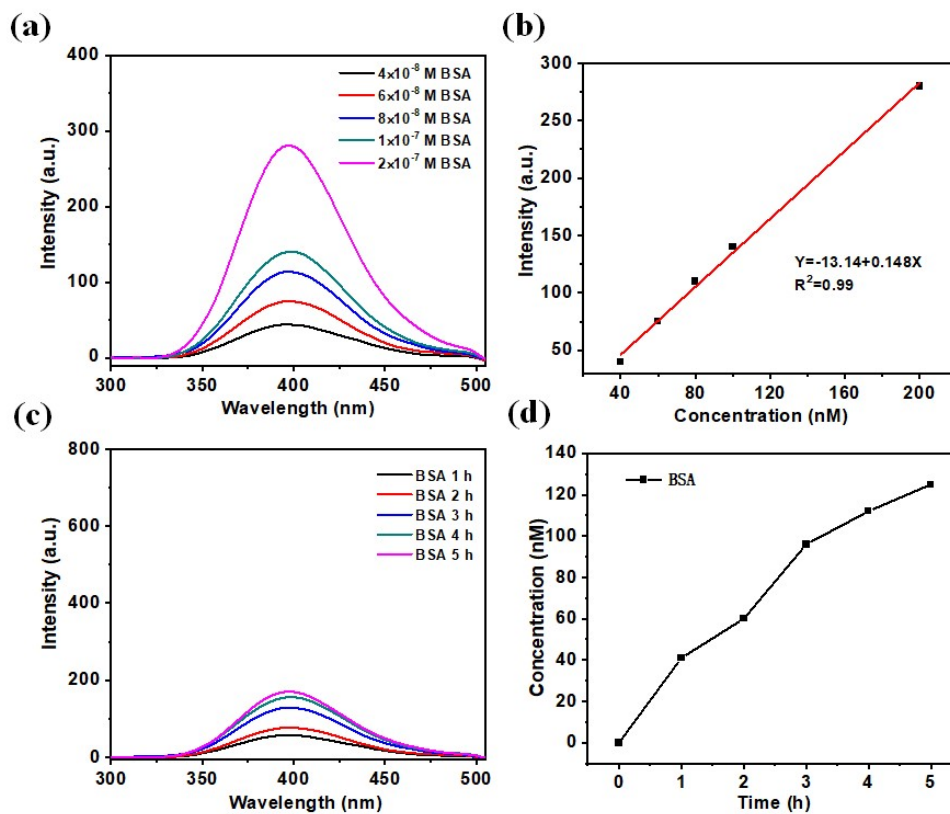 (a)
400
300
200
100
0
300
350
400
450
500
Intensity (a.u.)
Wavelength (nm)
4×10⁻⁸ M BSA
6×10⁻⁸ M BSA
8×10⁻⁸ M BSA
1×10⁻⁷ M BSA
2×10⁻⁷ M BSA
(b)
300
250
200
150
100
50
40
80
120
160
200
Intensity (a.u.)
Concentration (nM)
Y=-13.14+0.148X
R²=0.99
(c)
800
600
400
200
0
300
350
400
450
500
Intensity (a.u.)
Wavelength (nm)
BSA 1 h
BSA 2 h
BSA 3 h
BSA 4 h
BSA 5 h
(d)
140
120
100
80
60
40
20
0
0
1
2
3
4
5
Concentration (nM)
Time (h)
BSA